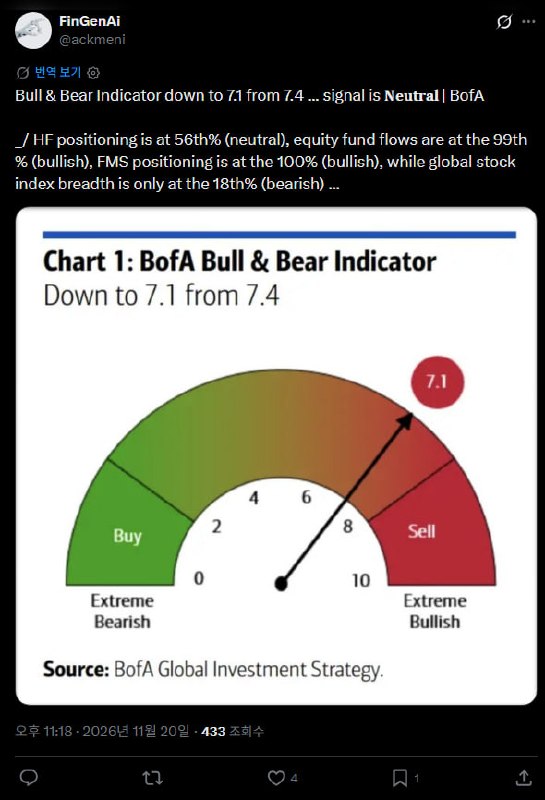 FinGenAi
@ackmeni
번역 보기
Bull & Bear Indicator down to 7.1 from 7.4 ... signal is Neutral | BofA
_/ HF positioning is at 56th% (neutral), equity fund flows are at the 99th
% (bullish), FMS positioning is at the 100% (bullish), while global stock
index breadth is only at the 18th% (bearish) ...
Chart 1: BofA Bull & Bear Indicator
Down to 7.1 from 7.4
7.1
4
6
2
8
Buy
Sell
0
10
Extreme
Bearish
Extreme
Bullish
Source: BofA Global Investment Strategy.
오후 11:18 · 2026년 11월 20일 · 433 조회수
4
1